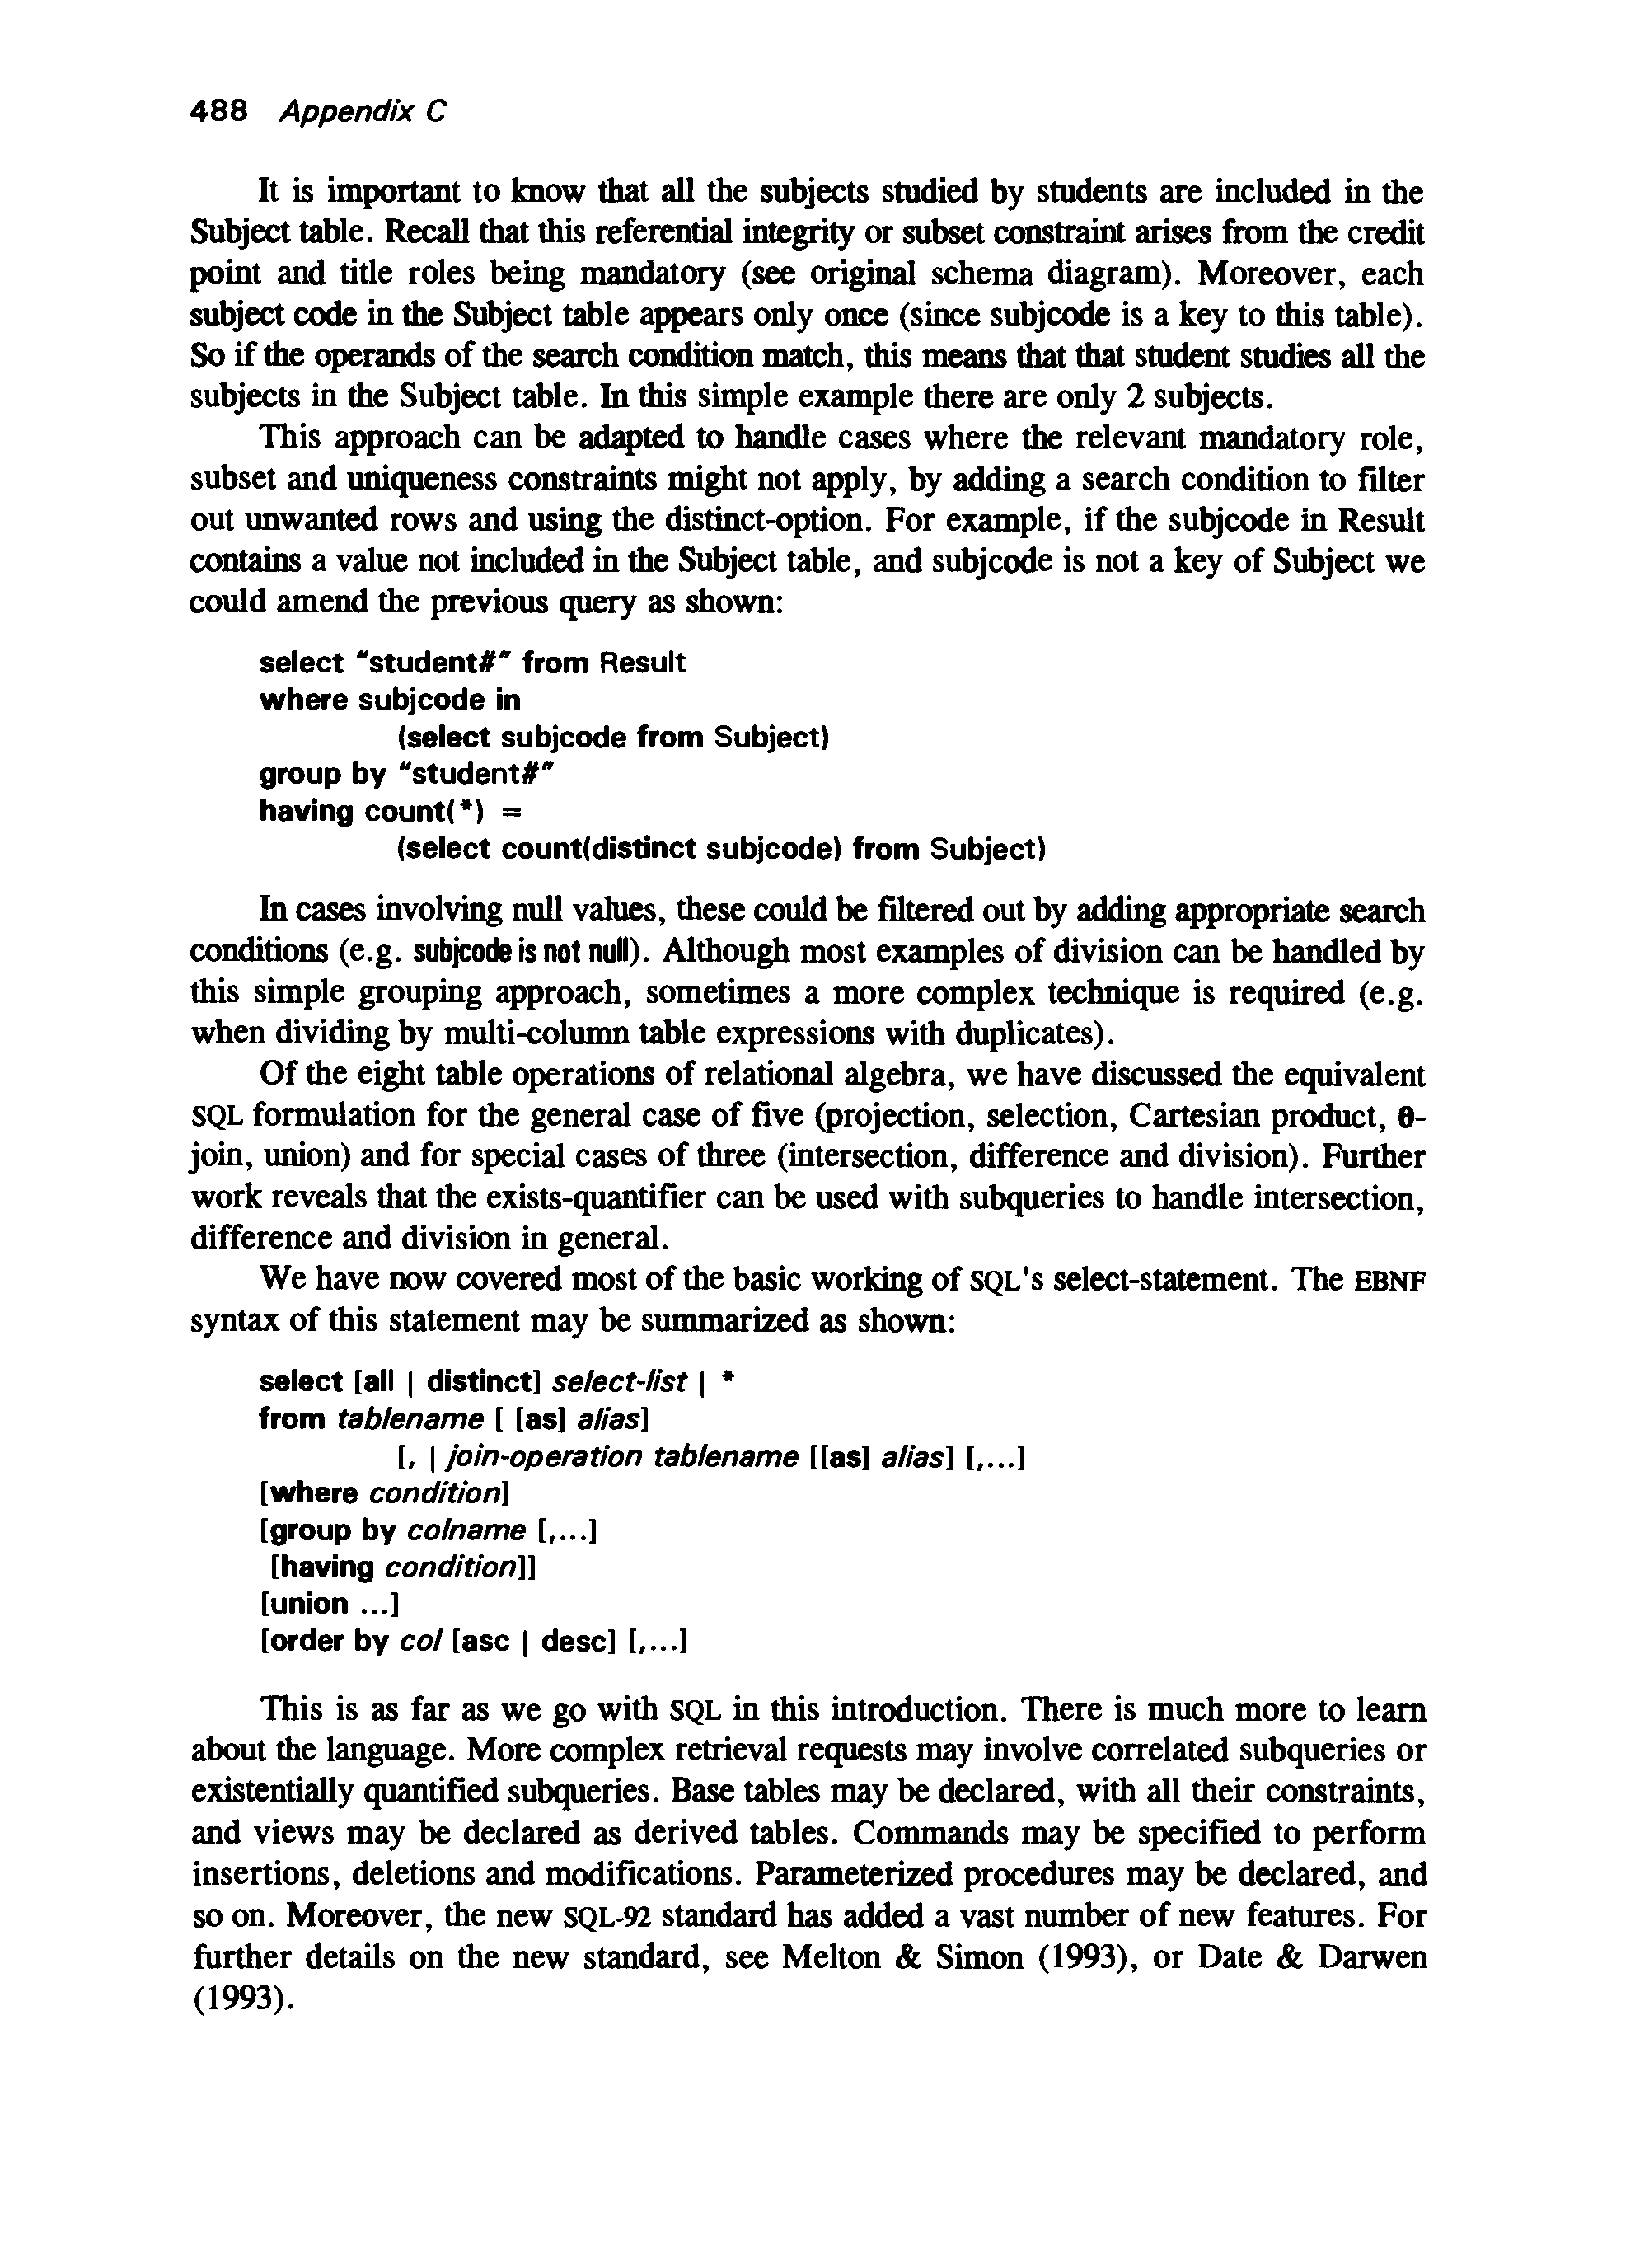 488 Appendix C
It is important to know that all the subjects studied by students are included in the
Subject table. Recall that this referential integrity or subset constraint arises from the credit
point and title roles being mandatory (see original schema diagram). Moreover, each
subject code in the Subject table appears only once (since subjcode is a key to this table).
So if the operands of the search condition match, this means that that student studies all the
subjects in the Subject table. In this simple example there are only 2 subjects.
This approach can be adapted to handle cases where the relevant mandatory role,
subset and uniqueness constraints might not apply, by adding a search condition to filter
out unwanted rows and using the distinct-option. For example, if the subjcode in Result
contains a value not included in the Subject table, and subjcode is not a key of Subject we
could amend the previous query as shown:
select "student#" from Result
where subjcode in
(select subjcode from Subject)
group by "student#"
having count(*) =
(select count(distinct subjcode) from Subject)
In cases involving null values, these could be filtered out by adding appropriate search
conditions (e.g. subjcode is not null). Although most examples of division can be handled by
this simple grouping approach, sometimes a more complex technique is required (e.g.
when dividing by multi-column table expressions with duplicates).
Of the eight table operations of relational algebra, we have discussed the equivalent
SQL formulation for the general case of five (projection, selection, Cartesian product, θ-
join, union) and for special cases of three (intersection, difference and division). Further
work reveals that the exists-quantifier can be used with subqueries to handle intersection,
difference and division in general.
We have now covered most of the basic working of SQL's select-statement. The EBNF
syntax of this statement may be summarized as shown:
select [all | distinct] select-list | *
from tablename [ [as] alias]
[, | join-operation tablename [[as] alias] [,...]
[where condition]
[group by colname [,...]
[having condition]]
[union ...]
[order by col [asc | desc] [,...]
This is as far as we go with SQL in this introduction. There is much more to learn
about the language. More complex retrieval requests may involve correlated subqueries or
existentially quantified subqueries. Base tables may be declared, with all their constraints,
and views may be declared as derived tables. Commands may be specified to perform
insertions, deletions and modifications. Parameterized procedures may be declared, and
so on. Moreover, the new SQL-92 standard has added a vast number of new features. For
further details on the new standard, see Melton & Simon (1993), or Date & Darwen
(1993).